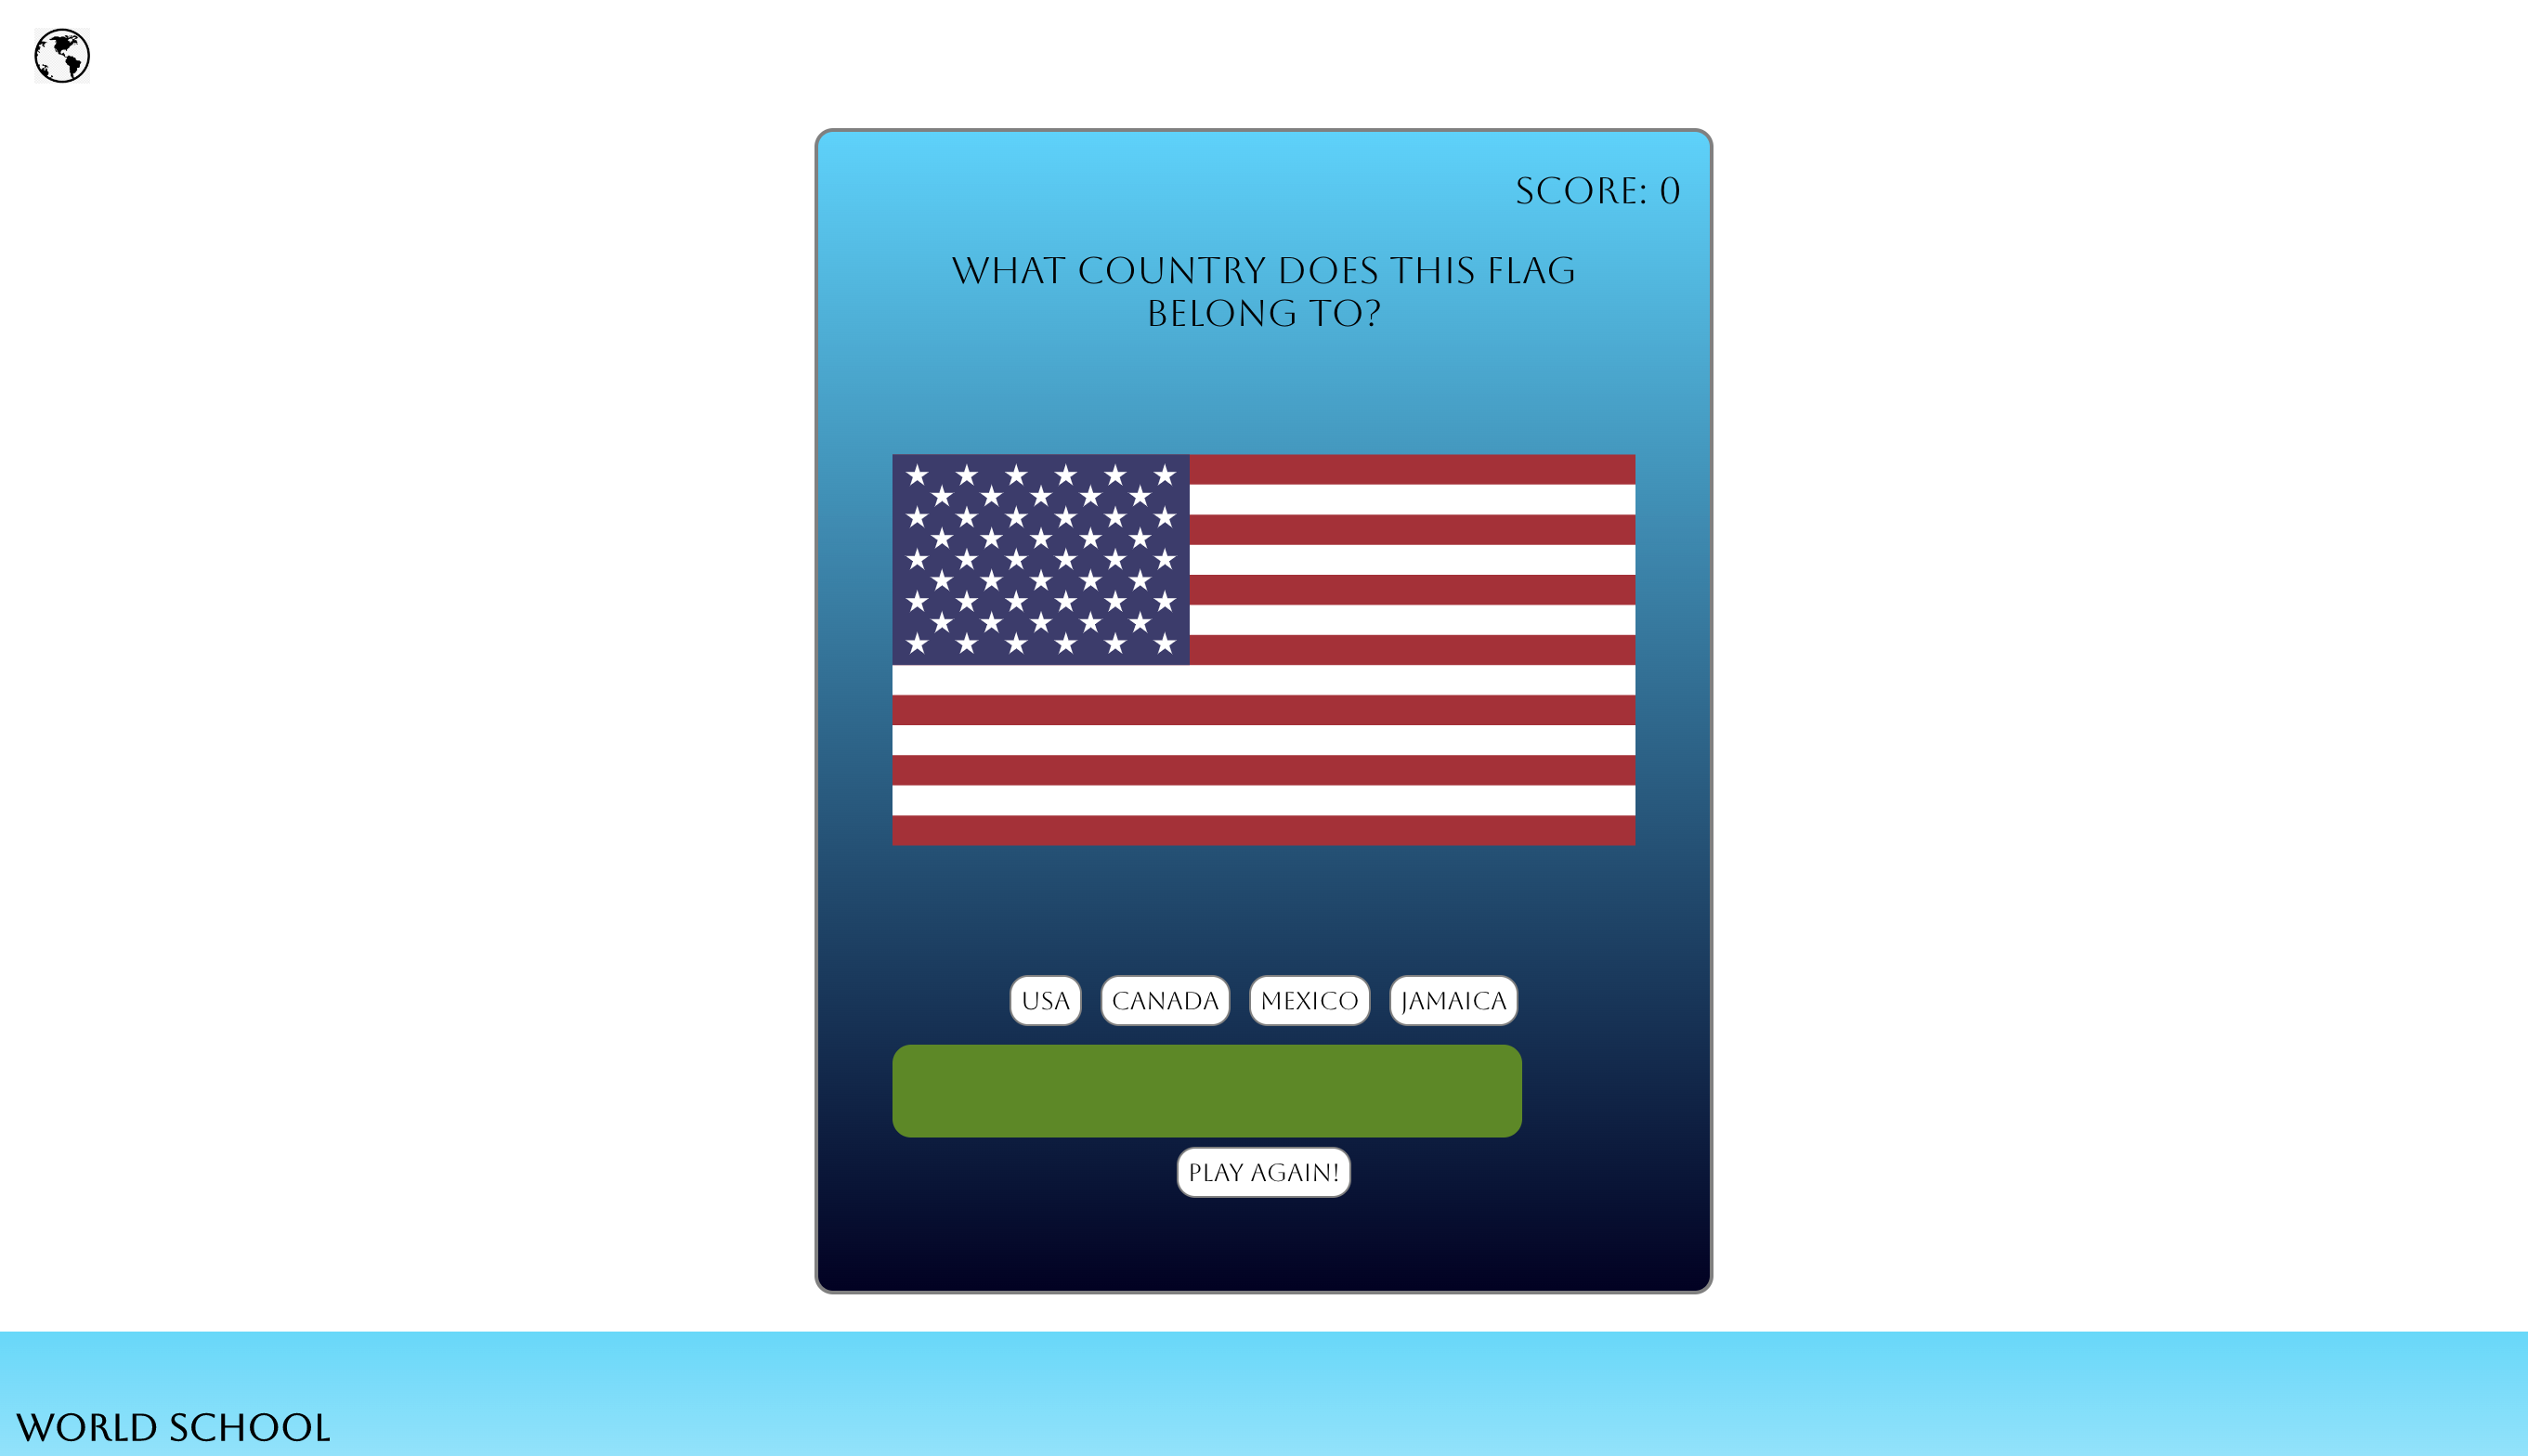 SCORE: 0
WHAT COUNTRY DOES THIS FLAG
BELONG TO?
USA
CANADA
MEXICO
JAMAICA
PLAY AGAIN!
WORLD SCHOOL